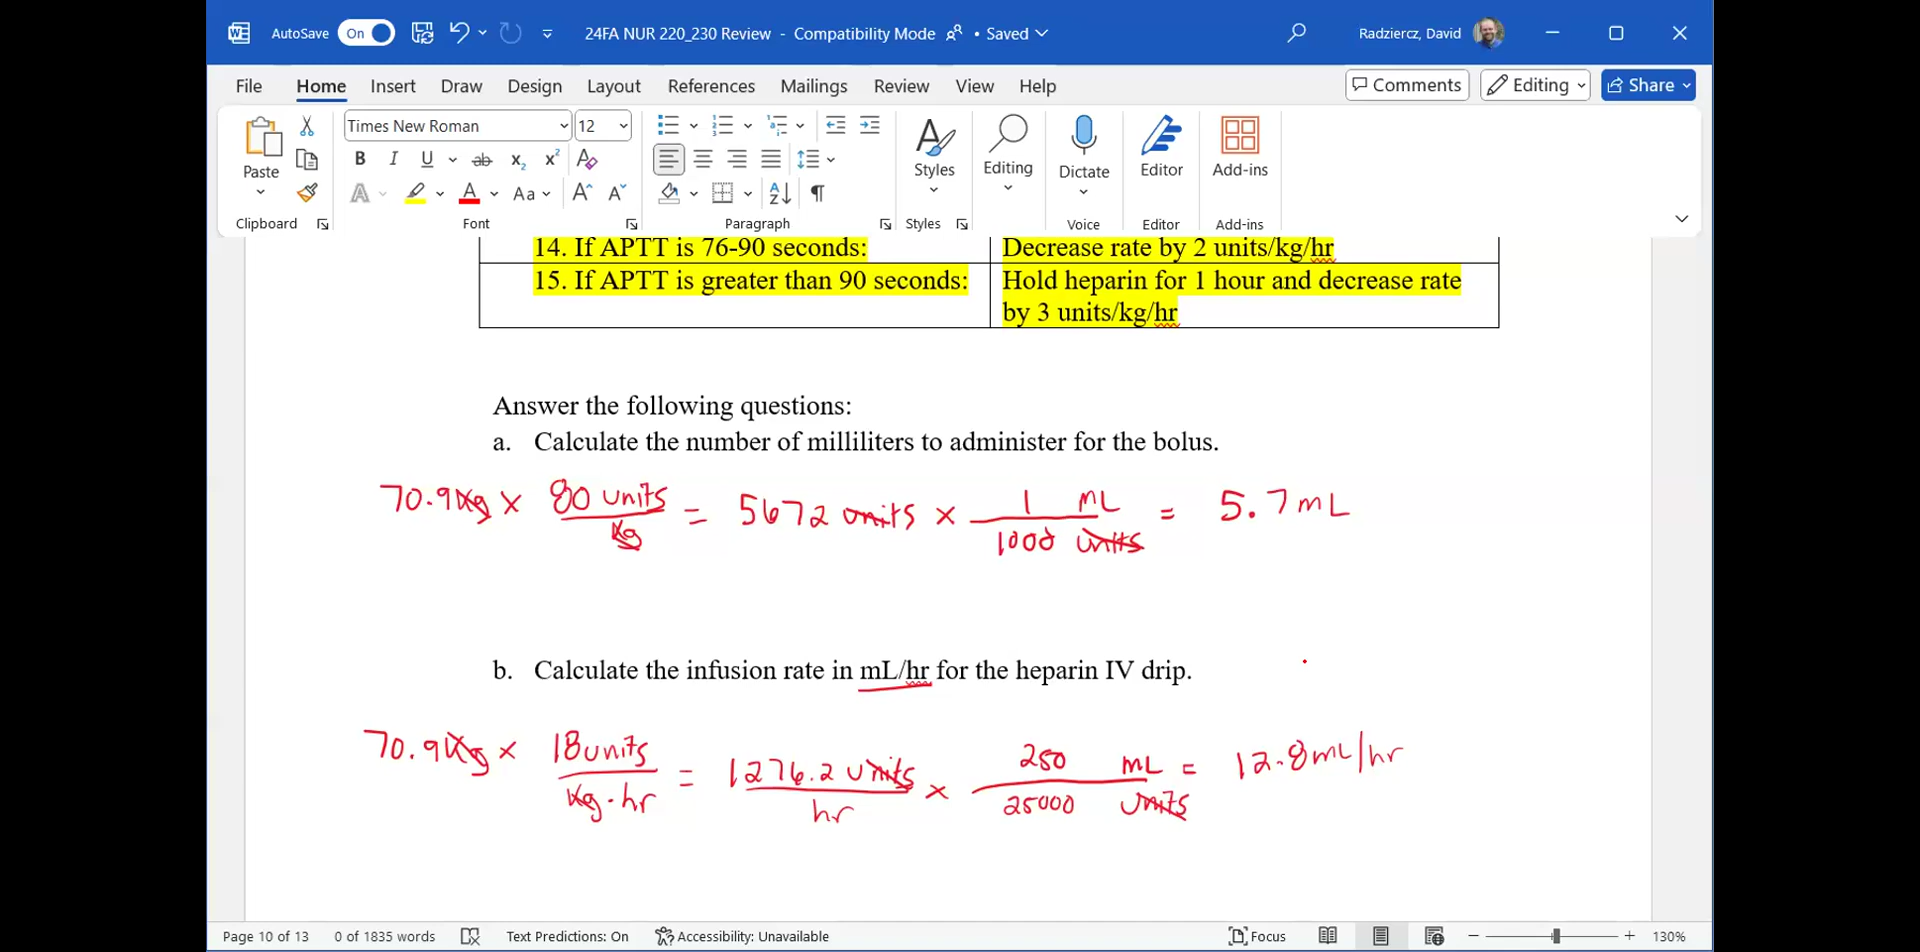 AutoSave On 24FA NUR 220_230 Review - Compatibility Mode • Saved Radziercz, David
File Home Insert Draw Design Layout References Mailings Review View Help Comments Editing Share
Times New Roman 12
Paste B I U ab x₂ x² A Styles Editing Dictate Editor Add-ins
A A Aa A A
Clipboard Font Paragraph Styles Voice Editor Add-ins
14. If APTT is 76-90 seconds: Decrease rate by 2 units/kg/hr
15. If APTT is greater than 90 seconds: Hold heparin for 1 hour and decrease rate
by 3 units/kg/hr
Answer the following questions:
a. Calculate the number of milliliters to administer for the bolus.
70.9kg × 80 units/kg = 5672 units × 1 mL/1000 units = 5.7mL
b. Calculate the infusion rate in mL/hr for the heparin IV drip.
70.9kg × 18units/kg·hr = 1276.2 units/hr × 250 mL/25000 units = 12.8mL/hr
Page 10 of 13 0 of 1835 words Text Predictions: On Accessibility: Unavailable Focus 130%